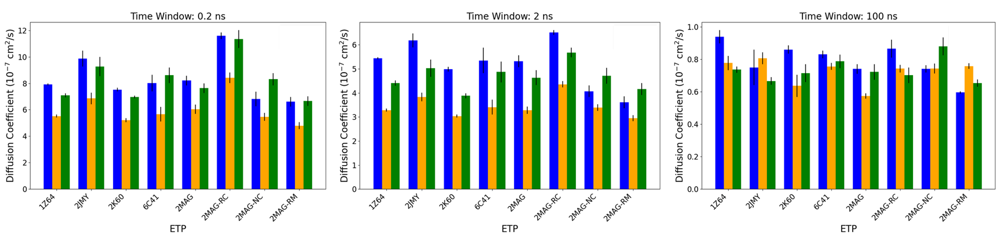 Time Window: 0.2 ns
Diffusion Coefficient (10⁻⁷ cm²/s)
12
10
8
6
4
2
0
1Z64
2JMY
2K60
6C41
2MAG
2MAG-RC
2MAG-NC
2MAG-RM
ETP
Time Window: 2 ns
Diffusion Coefficient (10⁻⁷ cm²/s)
6
5
4
3
2
1
0
1Z64
2JMY
2K60
6C41
2MAG
2MAG-RC
2MAG-NC
2MAG-RM
ETP
Time Window: 100 ns
Diffusion Coefficient (10⁻⁷ cm²/s)
1.0
0.8
0.6
0.4
0.2
0.0
1Z64
2JMY
2K60
6C41
2MAG
2MAG-RC
2MAG-NC
2MAG-RM
ETP